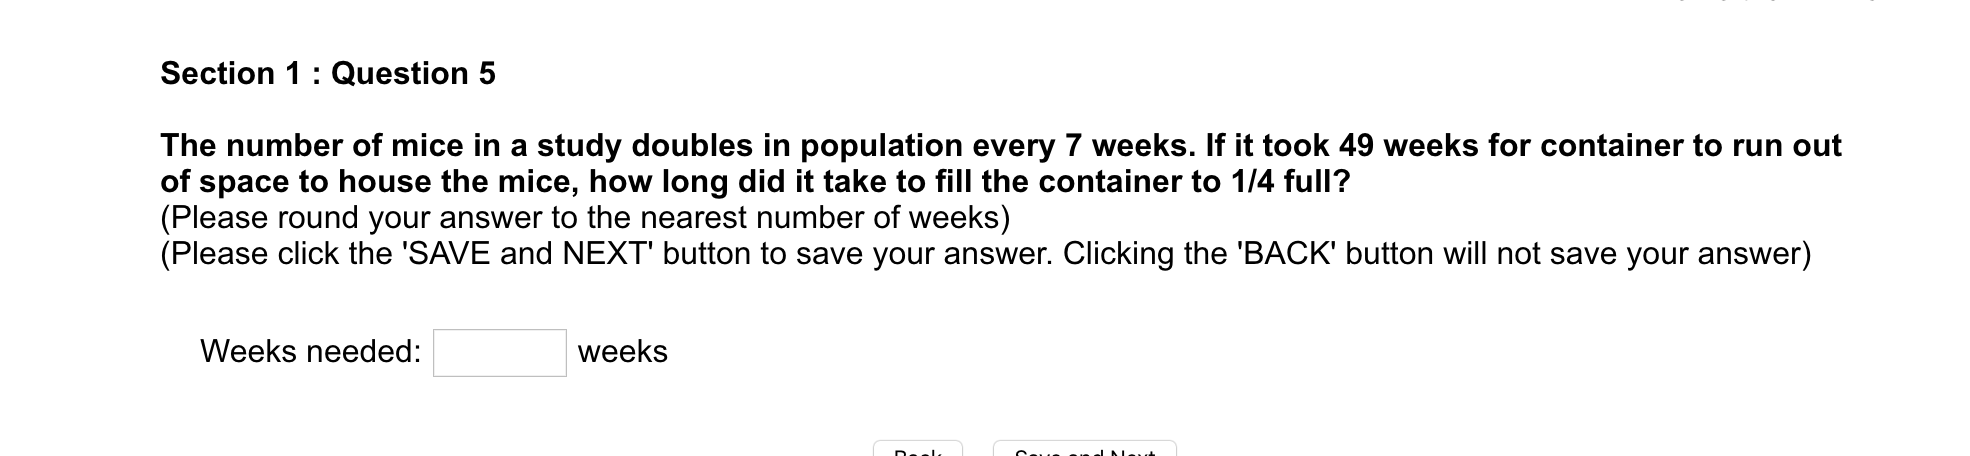 Section 1 : Question 5
The number of mice in a study doubles in population every 7 weeks. If it took 49 weeks for container to run out
of space to house the mice, how long did it take to fill the container to 1/4 full?
(Please round your answer to the nearest number of weeks)
(Please click the 'SAVE and NEXT' button to save your answer. Clicking the 'BACK' button will not save your answer)
Weeks needed: weeks
Back Save and Next